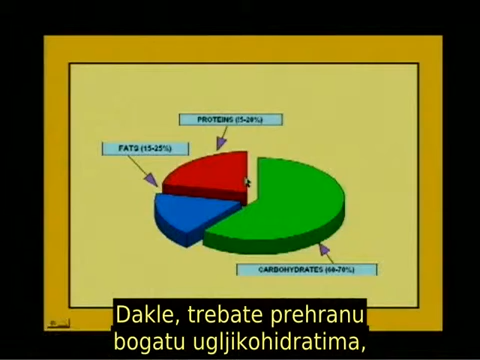 PROTEINS (15-20%)
FATS (15-25%)
CARBOHYDRATES (60-70%)
Dakle, trebate prehranu
bogatu ugljikohidratima,